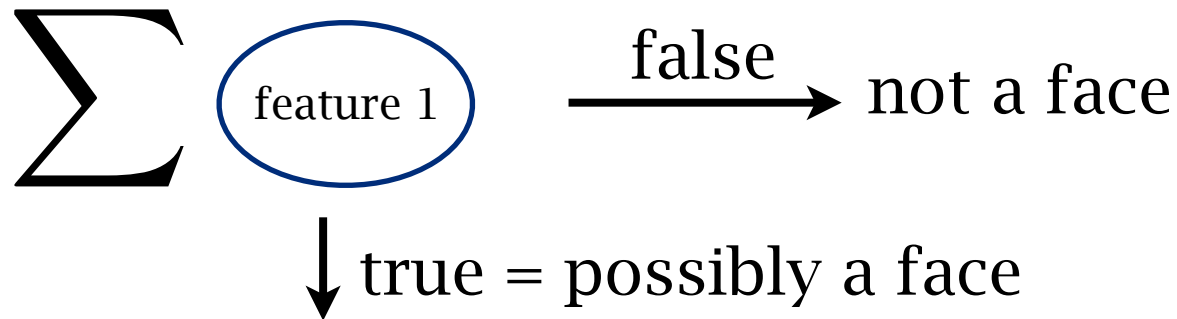 false
∑ feature 1 not a face
true = possibly a face